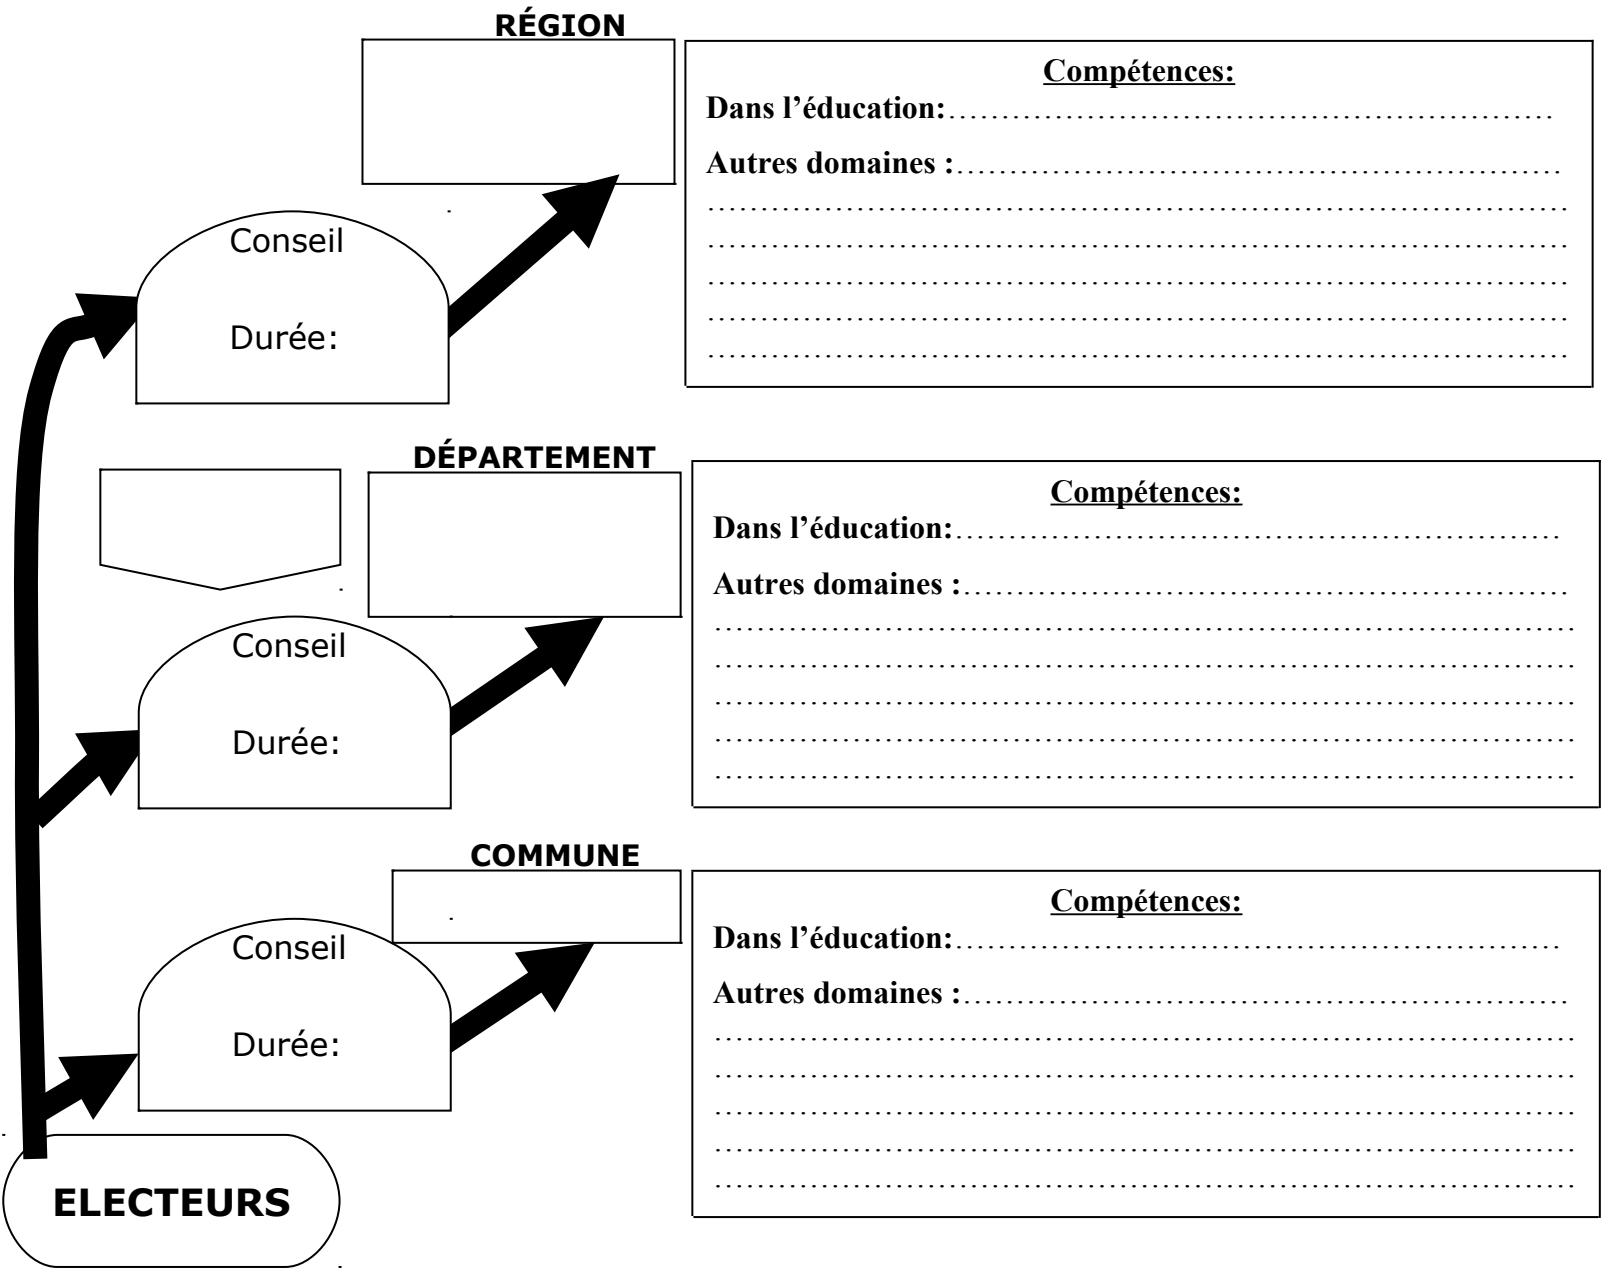 RÉGION
Compétences:
Dans l’éducation:……………………………………………….…
Autres domaines :……………………………………………….…
………………………………………………………………………
………………………………………………………………………
………………………………………………………………………
………………………………………………………………………
………………………………………………………………………
Conseil
Durée:
DÉPARTEMENT
Compétences:
Dans l’éducation:……………………………………………….…
Autres domaines :……………………………………………….…
………………………………………………………………………
………………………………………………………………………
………………………………………………………………………
………………………………………………………………………
………………………………………………………………………
Conseil
Durée:
COMMUNE
Compétences:
Dans l’éducation:……………………………………………….…
Autres domaines :……………………………………………….…
………………………………………………………………………
………………………………………………………………………
………………………………………………………………………
………………………………………………………………………
………………………………………………………………………
Conseil
Durée:
ELECTEURS